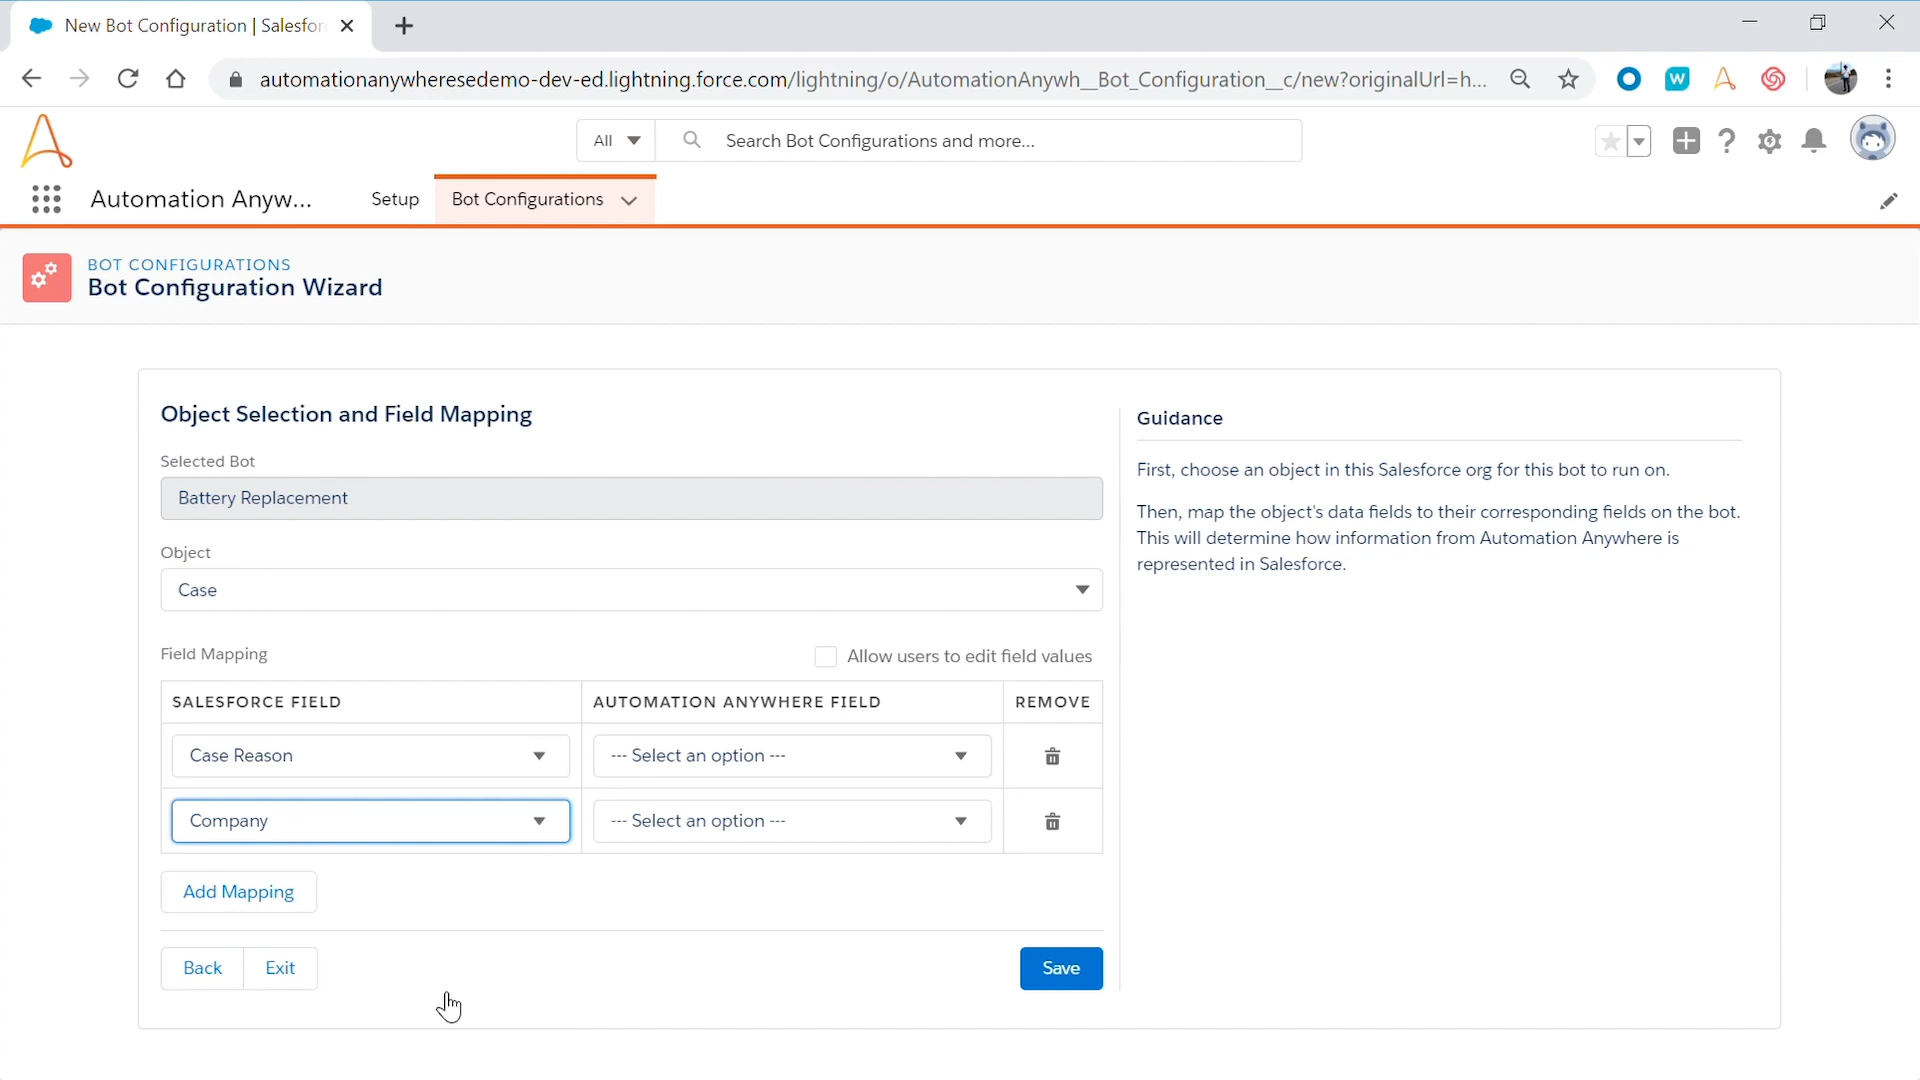 New Bot Configuration | Salesfor
automationanywheresedemo-dev-ed.lightning.force.com/lightning/o/AutomationAnywh__Bot_Configuration__c/new?originalUrl=h...
All
Search Bot Configurations and more...
Automation Anyw...
Setup
Bot Configurations
BOT CONFIGURATIONS
Bot Configuration Wizard
Object Selection and Field Mapping
Selected Bot
Battery Replacement
Object
Case
Field Mapping
Allow users to edit field values
SALESFORCE FIELD
AUTOMATION ANYWHERE FIELD
REMOVE
Case Reason
--- Select an option ---
Company
--- Select an option ---
Add Mapping
Back
Exit
Save
Guidance
First, choose an object in this Salesforce org for this bot to run on.
Then, map the object's data fields to their corresponding fields on the bot.
This will determine how information from Automation Anywhere is
represented in Salesforce.